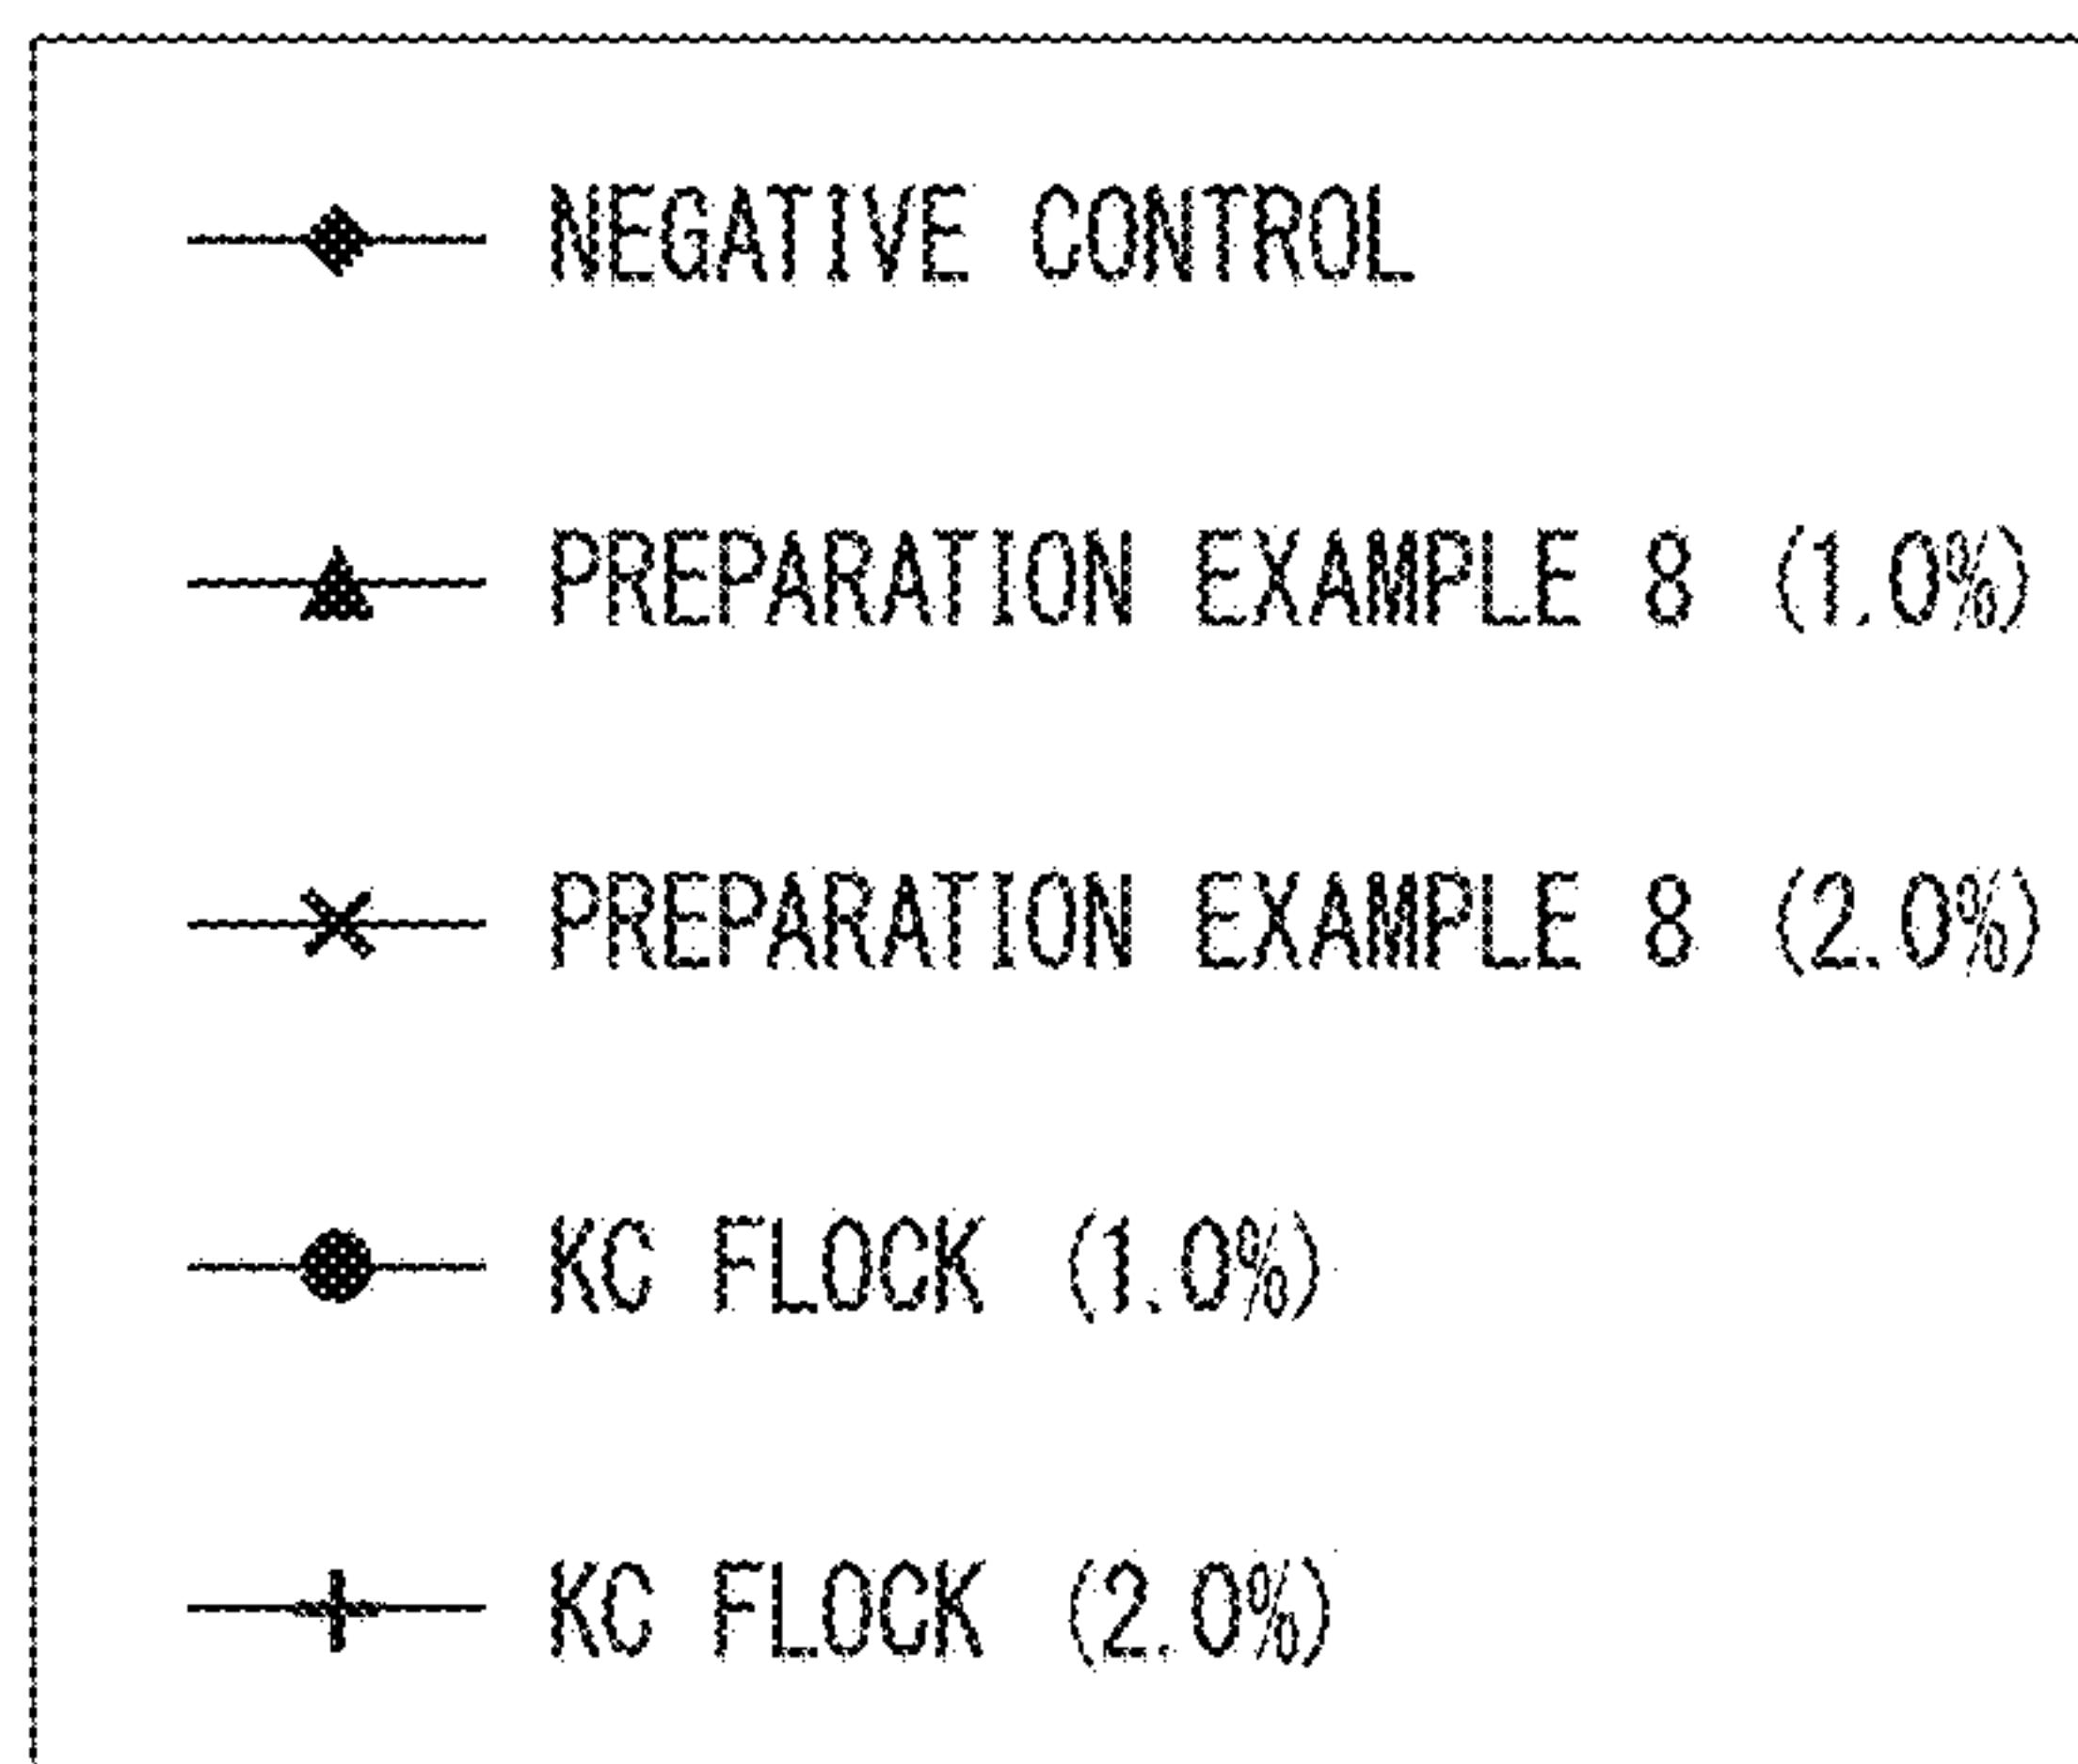 NEGATIVE CONTROL
PREPARATION EXAMPLE 8 (1.0%)
PREPARATION EXAMPLE 8 (2.0%)
KC FLOCK (1.0%)
KC FLOCK (2.0%)